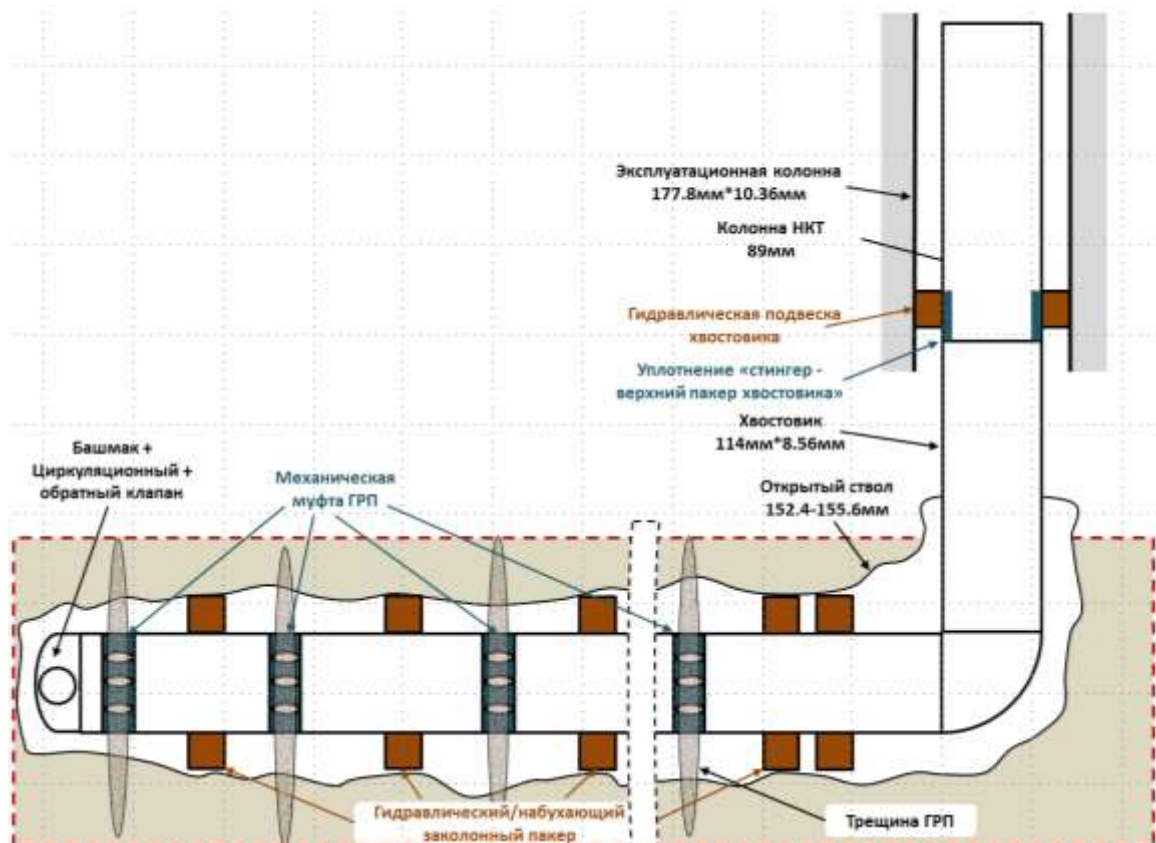 Эксплуатационная колонна
177.8мм*10.36мм
Колонна НКТ
89мм
Гидравлическая подвеска
хвостовика
Уплотнение «стингер -
верхний пакер хвостовика»
Хвостовик
114мм*8.56мм
Башмак +
Циркуляционный +
обратный клапан
Механическая
муфта ГРП
Открытый ствол
152.4-155.6мм
Гидравлический/набухающий
заколонный пакер
Трещина ГРП